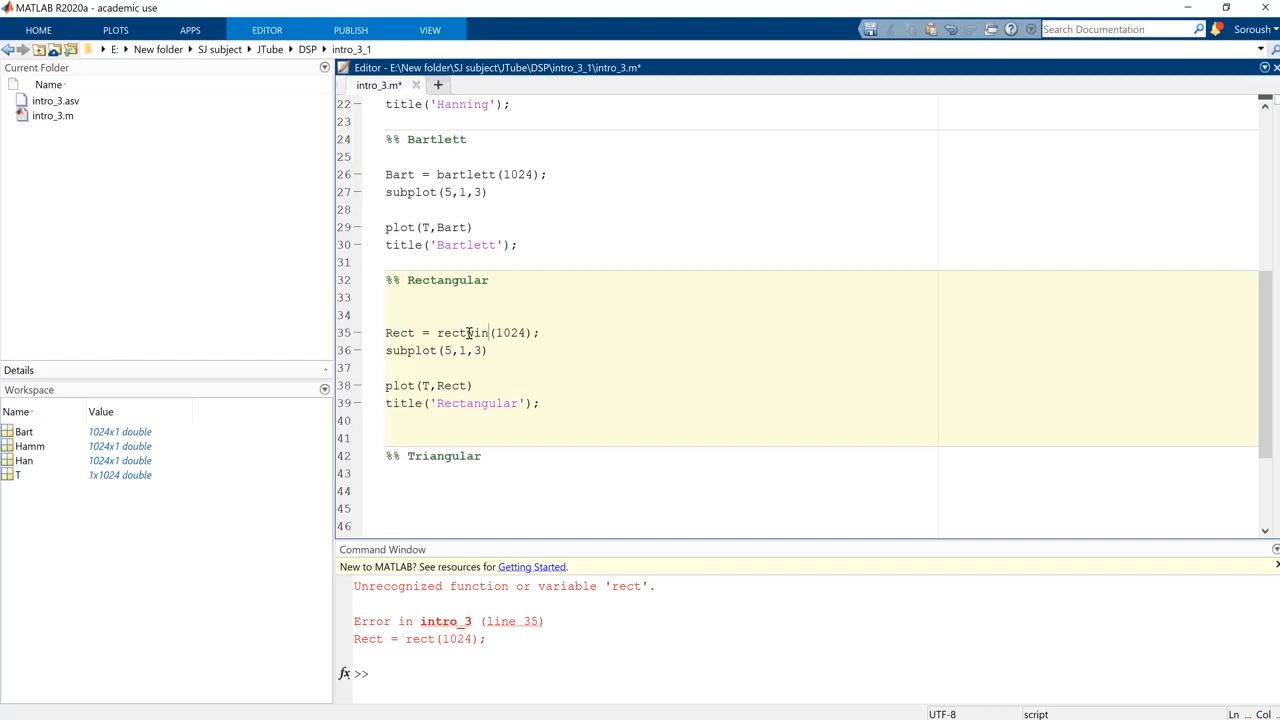 MATLAB R2020a - academic use
HOME PLOTS APPS EDITOR PUBLISH VIEW Search Documentation Soroush
E: New folder SJ subject JTube DSP intro_3_1
Current Folder
Name
intro_3.asv
intro_3.m
Details
Workspace
Name Value
Bart 1024x1 double
Hamm 1024x1 double
Han 1024x1 double
T 1x1024 double
Editor - E:\New folder\SJ subject\JTube\DSP\intro_3_1\intro_3.m*
intro_3.m*
22 title('Hanning');
23
24 %% Bartlett
25
26 Bart = bartlett(1024);
27 subplot(5,1,3)
28
29 plot(T,Bart)
30 title('Bartlett');
31
32 %% Rectangular
33
34
35 Rect = rectwin(1024);
36 subplot(5,1,3)
37
38 plot(T,Rect)
39 title('Rectangular');
40
41
42 %% Triangular
43
44
45
46
Command Window
New to MATLAB? See resources for Getting Started.
Unrecognized function or variable 'rect'.
Error in intro_3 (line 35)
Rect = rect(1024);
fx >>
UTF-8 script Ln ... Col ...